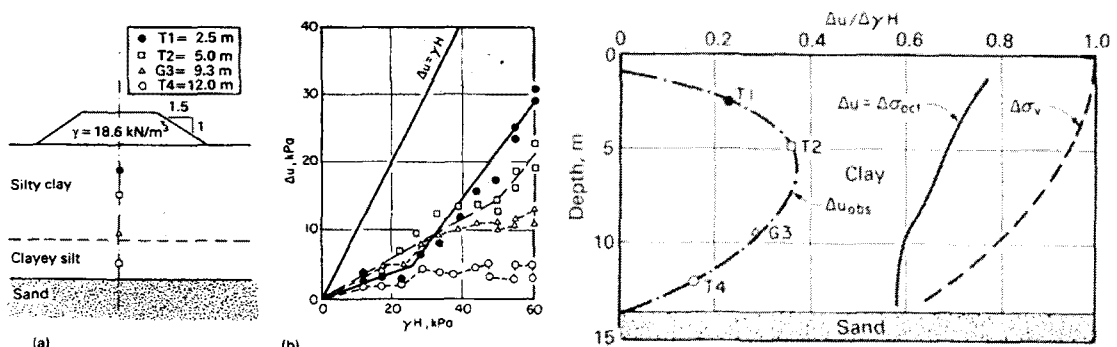 ● T1= 2.5 m
□ T2= 5.0 m
△ G3= 9.3 m
○ T4=12.0 m
1.5
1
γ = 18.6 kN/m³
Silty clay
Clayey silt
Sand
(a)
40
30
20
10
0
Δu, kPa
Δu=γH
0
20
40
60
γH, kPa
(b)
Δu/ΔγH
0
0.2
0.4
0.6
0.8
1.0
0
5
10
15
Depth, m
T1
T2
G3
T4
Δu = Δσoct
Δσv
Clay
Δuobs
Sand